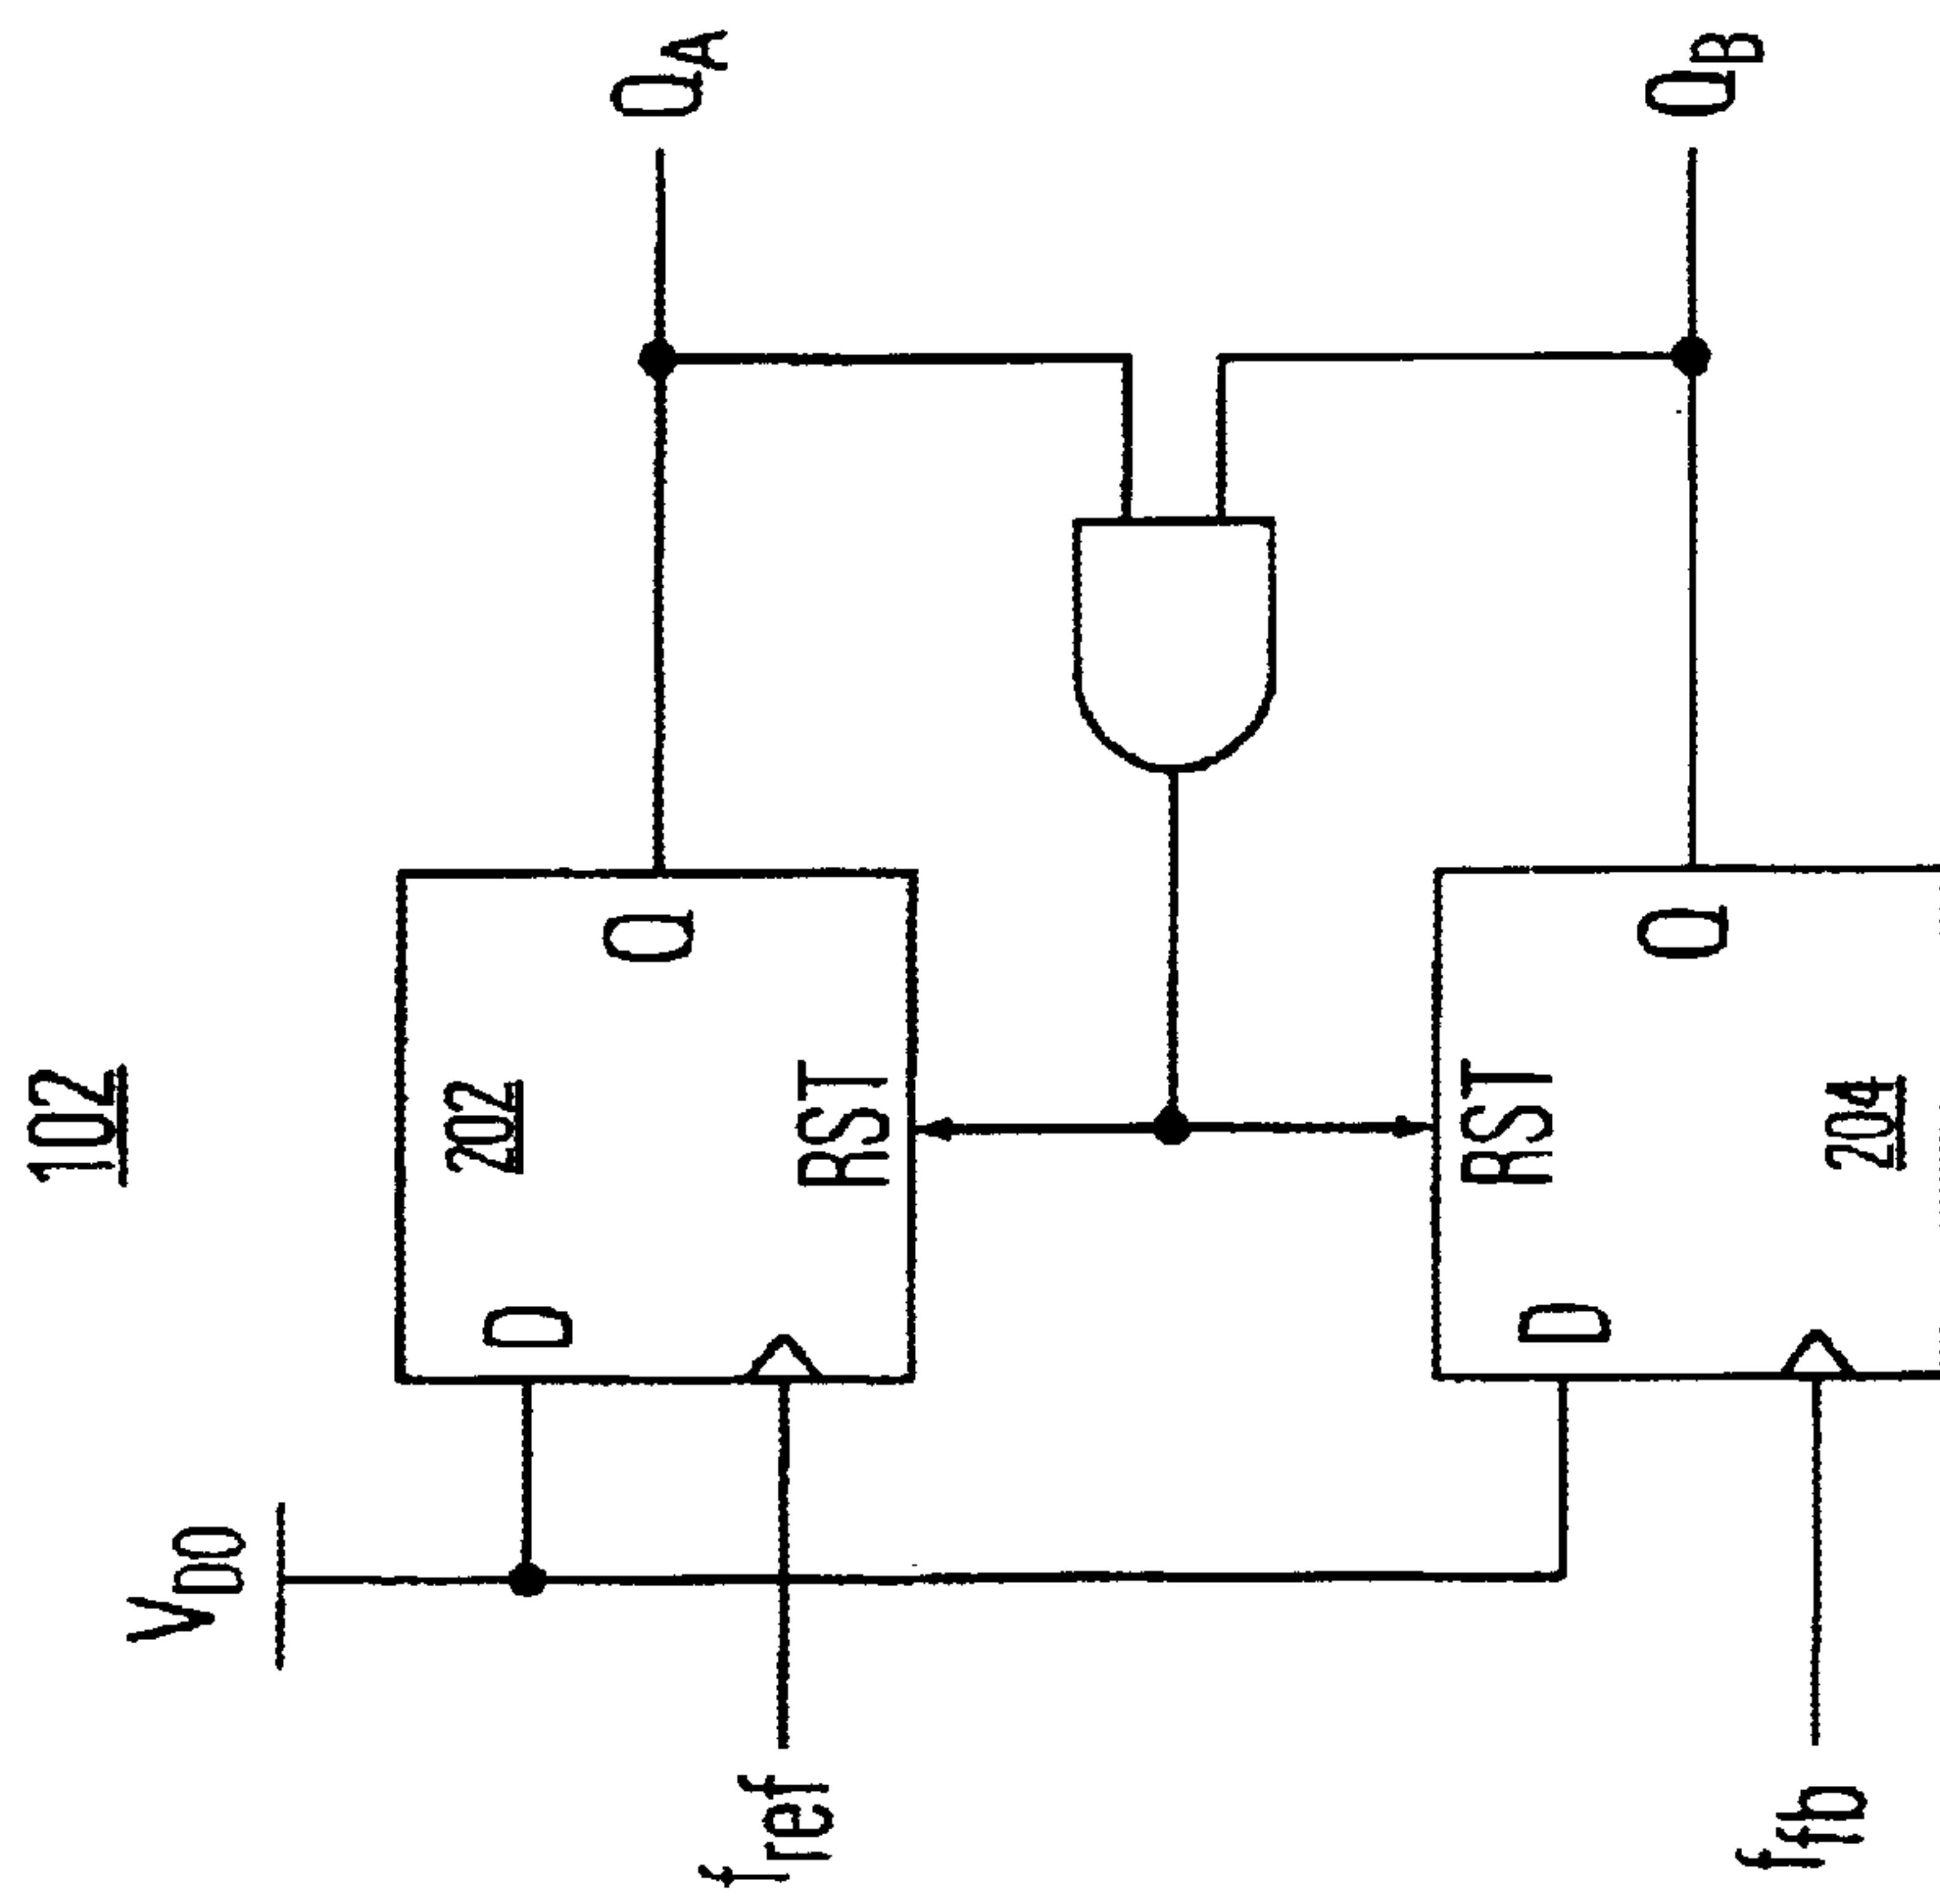 102
V_DD
D
202
Q
Q_A
RST
f_ref
RST
D
Q
Q_B
204
f_fb